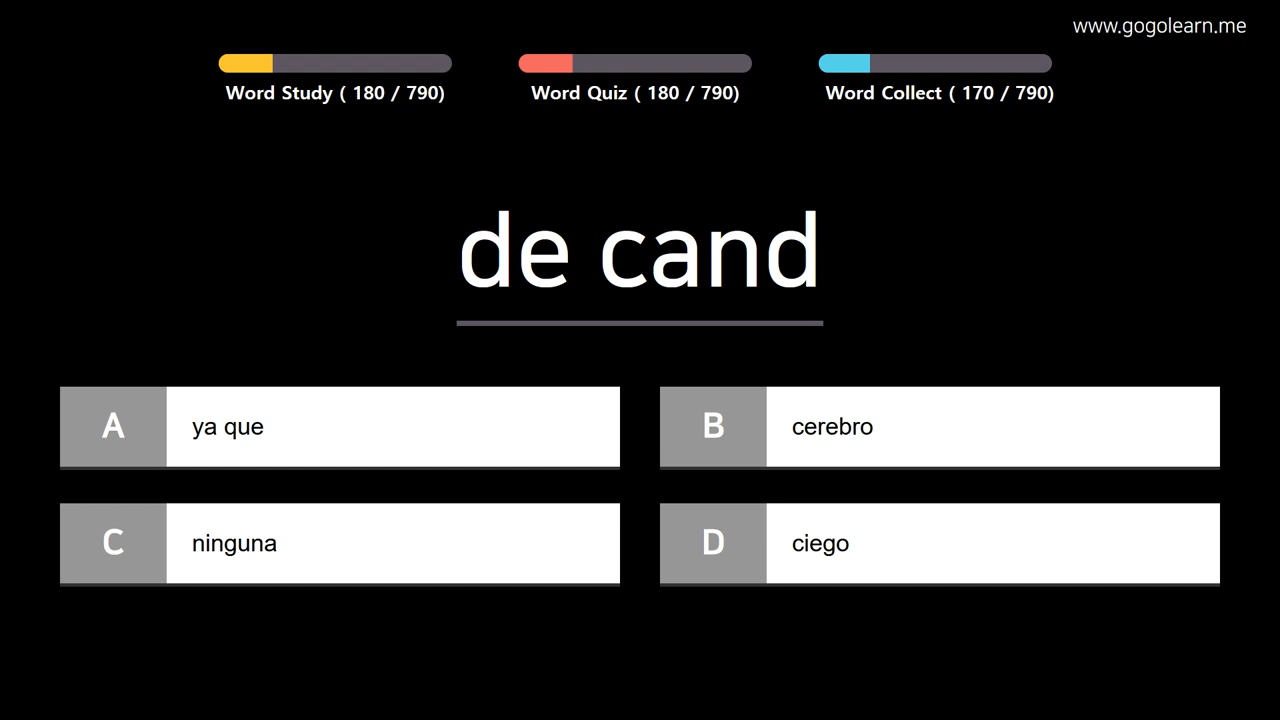 www.gogolearn.me
Word Study ( 180 / 790)
Word Quiz ( 180 / 790)
Word Collect ( 170 / 790)
de cand
A
ya que
B
cerebro
C
ninguna
D
ciego